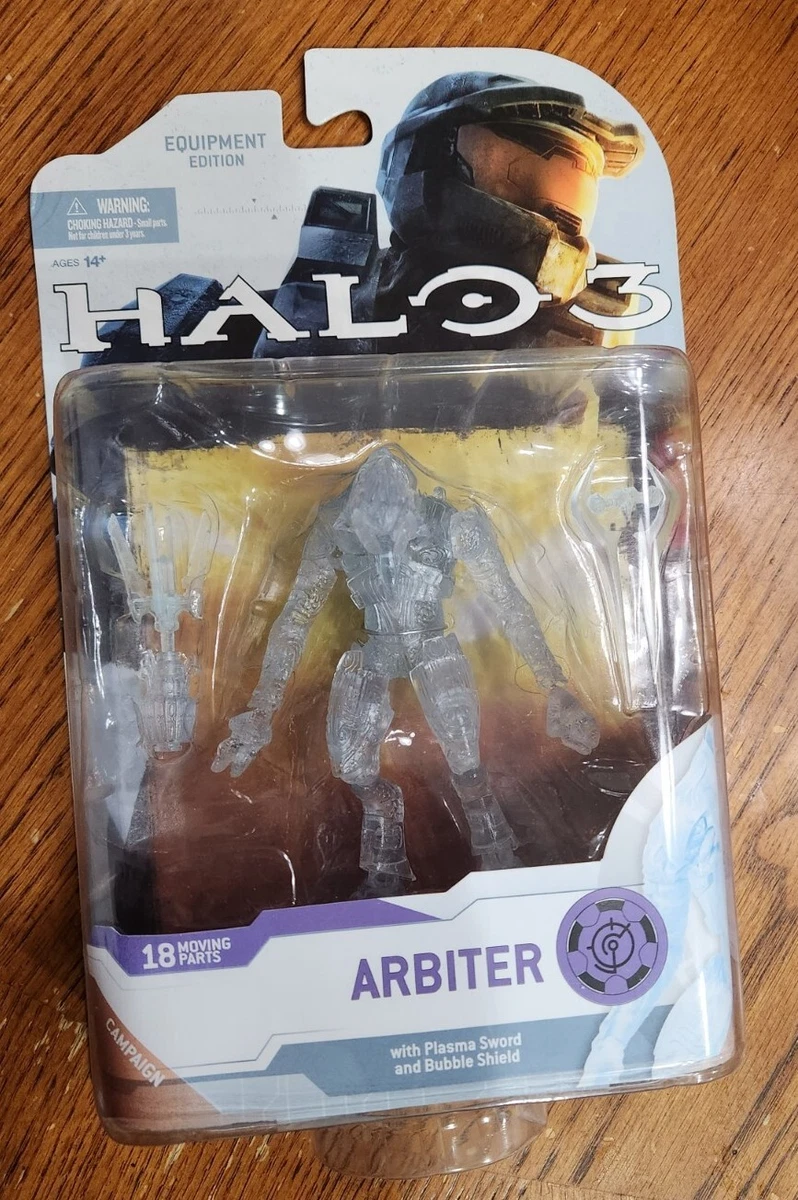 EQUIPMENT
EDITION
WARNING:
CHOKING HAZARD - Small parts.
Not for children under 3 years.
AGES 14+
HALO 3
18 MOVING
PARTS
ARBITER
CAMPAIGN
with Plasma Sword
and Bubble Shield